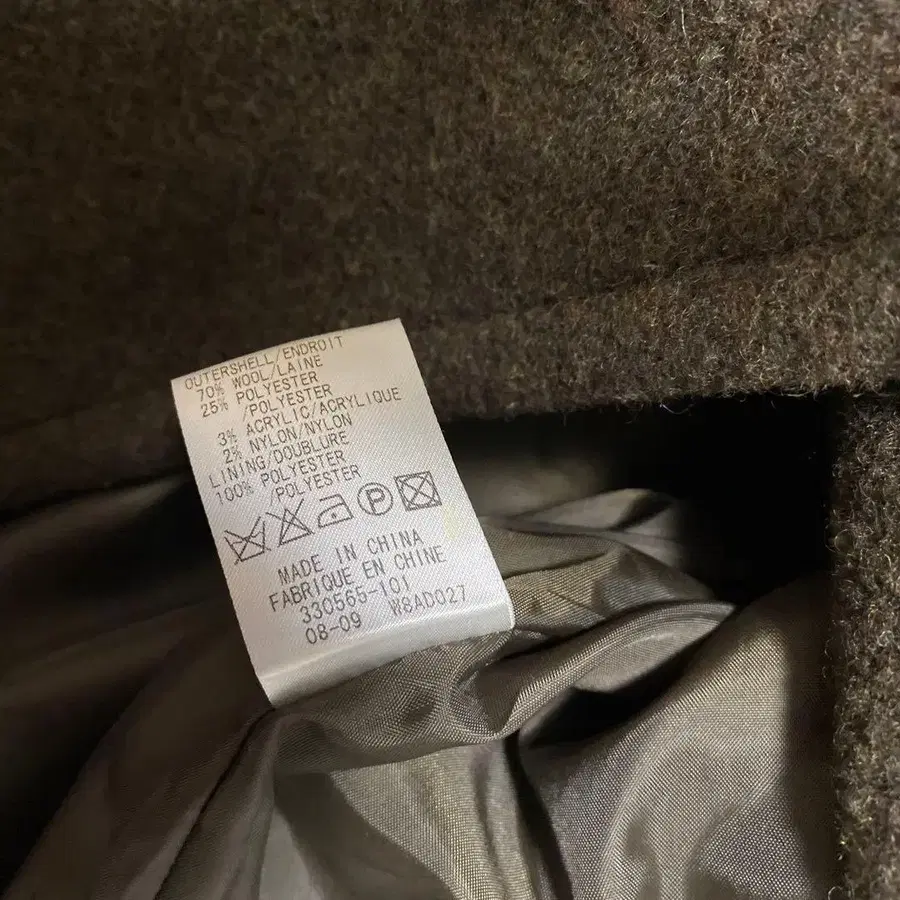 OUTERSHELL/ENDROIT
70% WOOL/LAINE
25% POLYESTER
/POLYESTER
3% ACRYLIC/ACRYLIQUE
2% NYLON/NYLON
LINING/DOUBLURE
100% POLYESTER
/POLYESTER
P
MADE IN CHINA
FABRIQUE EN CHINE
330565-101
08-09 W8AD027